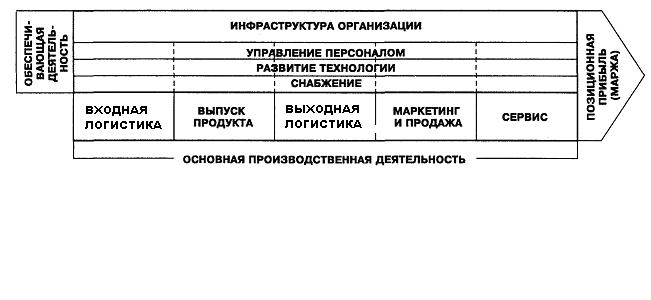 ОБЕСПЕЧИ-
ВАЮЩАЯ
ДЕЯТЕЛЬ-
НОСТЬ
ИНФРАСТРУКТУРА ОРГАНИЗАЦИИ
УПРАВЛЕНИЕ ПЕРСОНАЛОМ
РАЗВИТИЕ ТЕХНОЛОГИИ
СНАБЖЕНИЕ
ВХОДНАЯ
ЛОГИСТИКА
ВЫПУСК
ПРОДУКТА
ВЫХОДНАЯ
ЛОГИСТИКА
МАРКЕТИНГ
И ПРОДАЖА
СЕРВИС
ПОЗИЦИОННАЯ
ПРИБЫЛЬ
(МАРЖА)
ОСНОВНАЯ ПРОИЗВОДСТВЕННАЯ ДЕЯТЕЛЬНОСТЬ